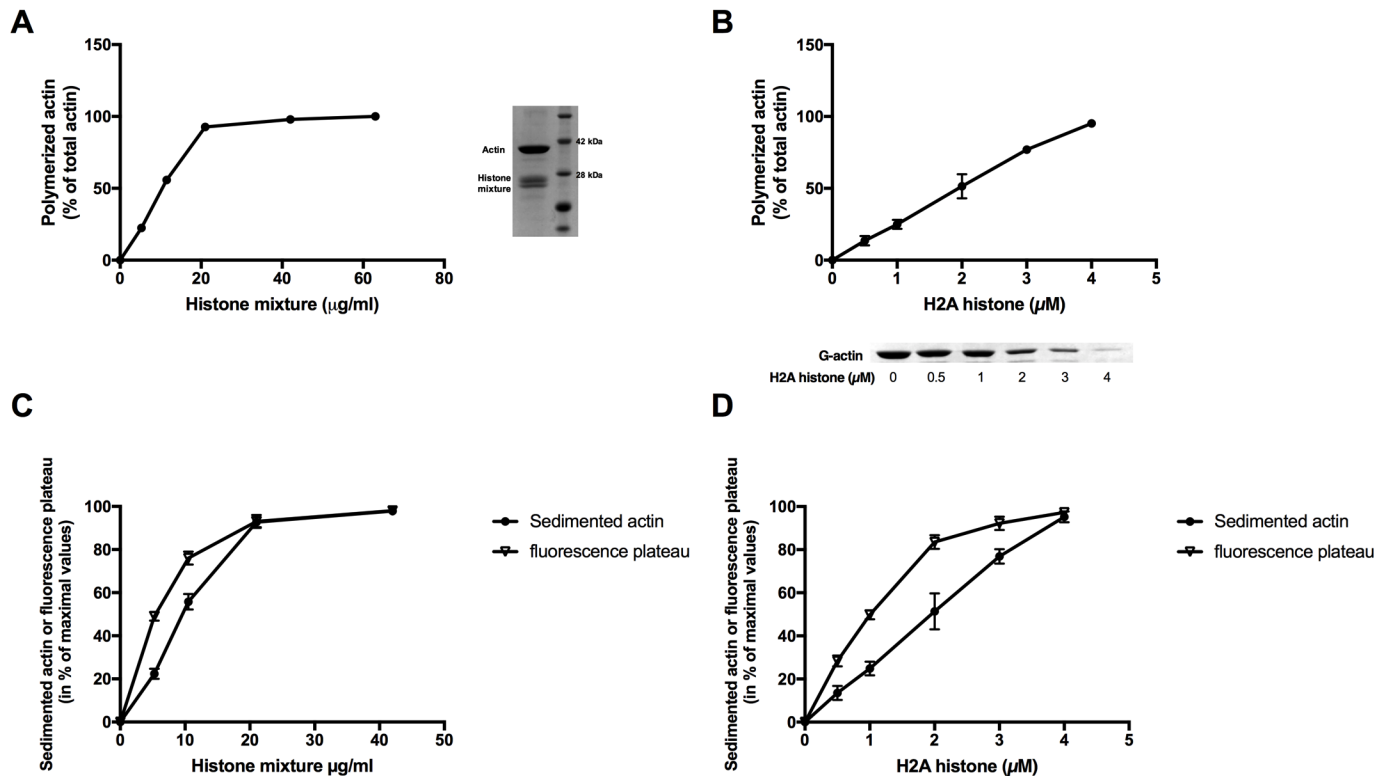 A
150
100
50
0
Polymerized actin
(% of total actin)
0 20 40 60 80
Histone mixture (μg/ml)
Actin
Histone
mixture
42 kDa
28 kDa
B
150
100
50
0
Polymerized actin
(% of total actin)
0 1 2 3 4 5
H2A histone (µM)
G-actin
H2A histone (µM) 0 0.5 1 2 3 4
C
100
80
60
40
20
0
Sedimented actin or fluorescence plateau
(in % of maximal values)
0 10 20 30 40 50
Histone mixture µg/ml
Sedimented actin
fluorescence plateau
D
100
80
60
40
20
0
Sedimented actin or fluorescence plateau
(in % of maximal values)
0 1 2 3 4 5
H2A histone (µM)
Sedimented actin
fluorescence plateau